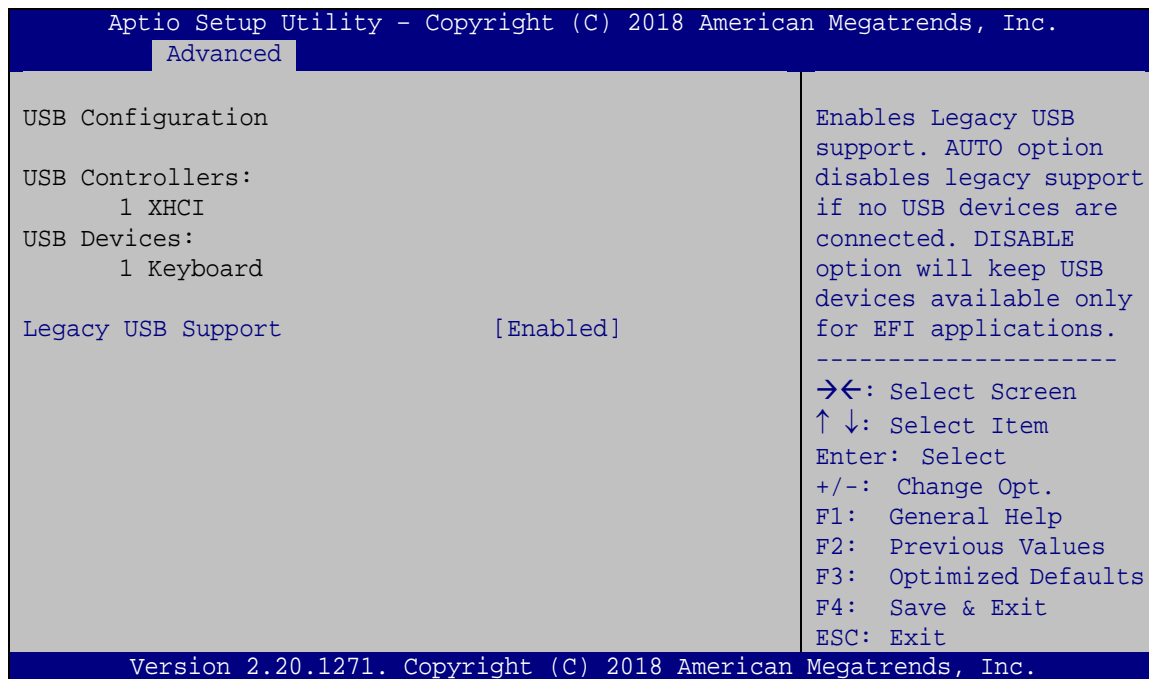 Aptio Setup Utility – Copyright (C) 2018 American Megatrends, Inc.
Advanced
USB Configuration
USB Controllers:
1 XHCI
USB Devices:
1 Keyboard
Legacy USB Support [Enabled]
Enables Legacy USB
support. AUTO option
disables legacy support
if no USB devices are
connected. DISABLE
option will keep USB
devices available only
for EFI applications.
---------------------
→←: Select Screen
↑ ↓: Select Item
Enter: Select
+/-: Change Opt.
F1: General Help
F2: Previous Values
F3: Optimized Defaults
F4: Save & Exit
ESC: Exit
Version 2.20.1271. Copyright (C) 2018 American Megatrends, Inc.